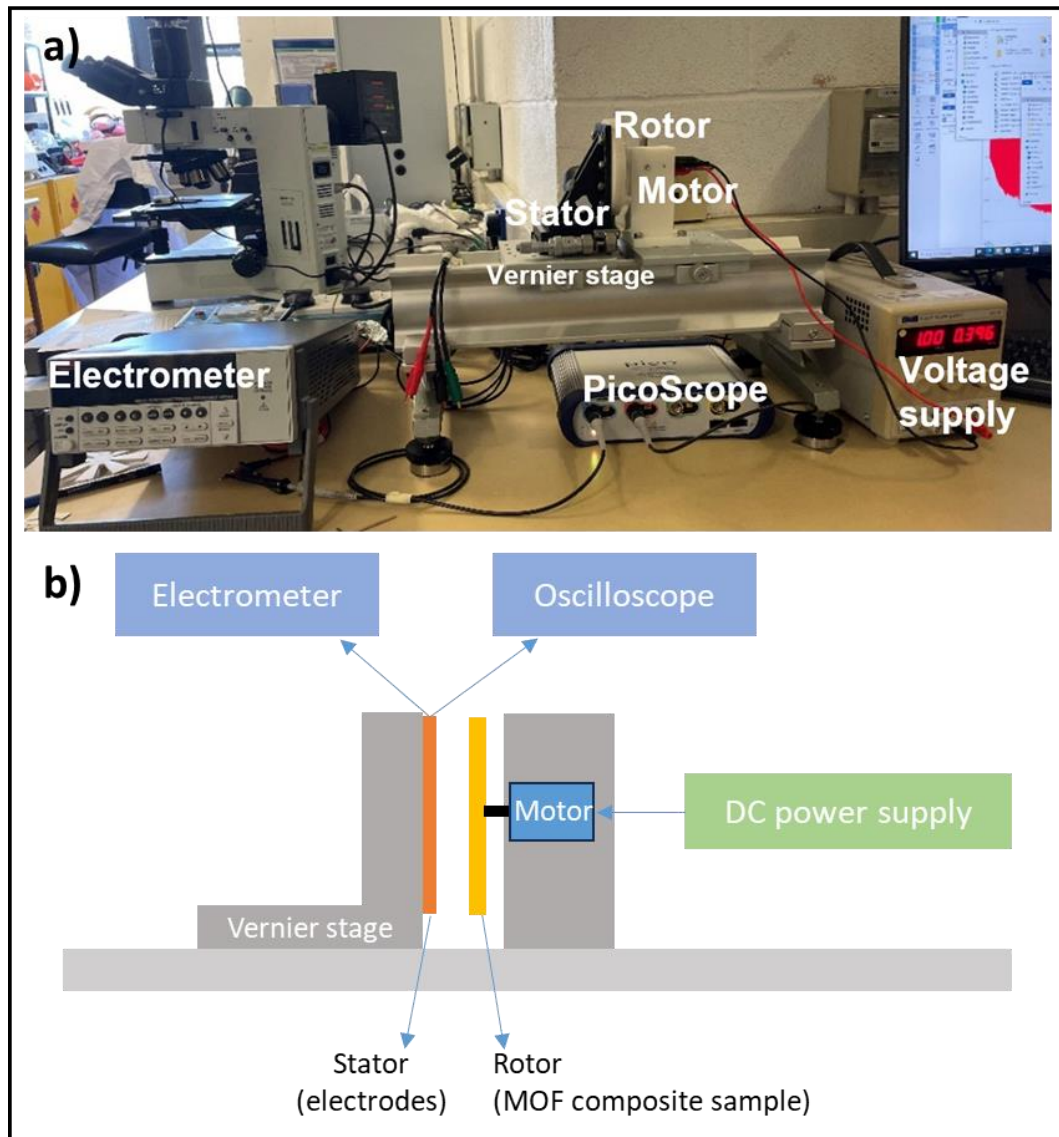 a)
Rotor
Motor
Stator
Vernier stage
Electrometer
PicoScope
1.00 0.396
Voltage
supply
b)
Electrometer
Oscilloscope
Motor
DC power supply
Vernier stage
Stator
(electrodes)
Rotor
(MOF composite sample)